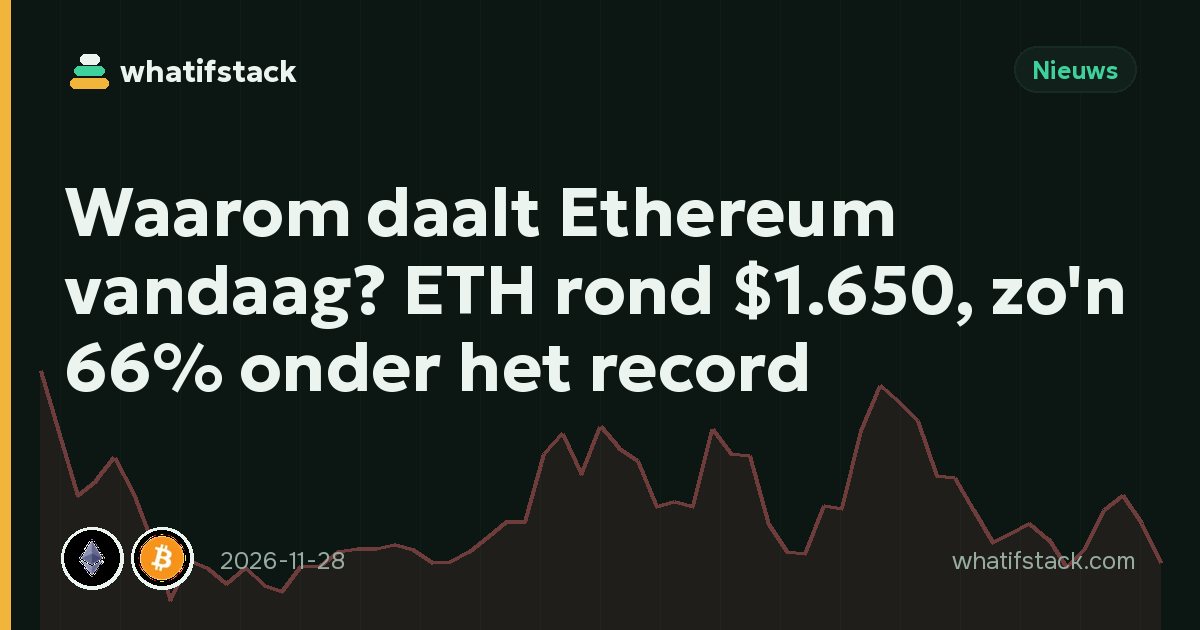 whatifstack
Nieuws
Waarom daalt Ethereum
vandaag? ETH rond $1.650, zo'n
66% onder het record
2026-11-28
whatifstack.com